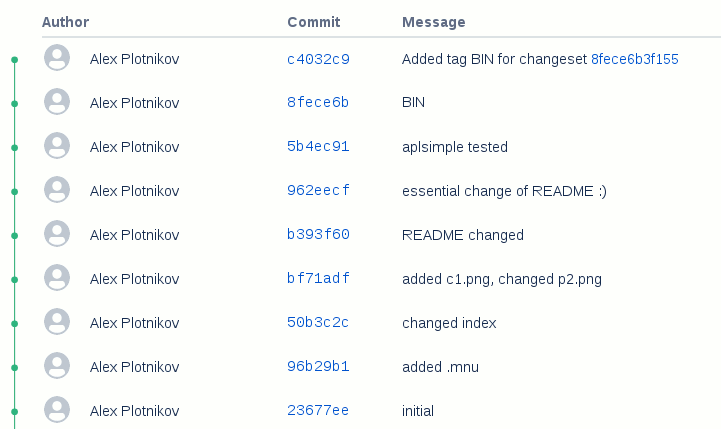 Author Commit Message
Alex Plotnikov c4032c9 Added tag BIN for changeset 8fece6b3f155
Alex Plotnikov 8fece6b BIN
Alex Plotnikov 5b4ec91 aplsimple tested
Alex Plotnikov 962eecf essential change of README :)
Alex Plotnikov b393f60 README changed
Alex Plotnikov bf71adf added c1.png, changed p2.png
Alex Plotnikov 50b3c2c changed index
Alex Plotnikov 96b29b1 added .mnu
Alex Plotnikov 23677ee initial